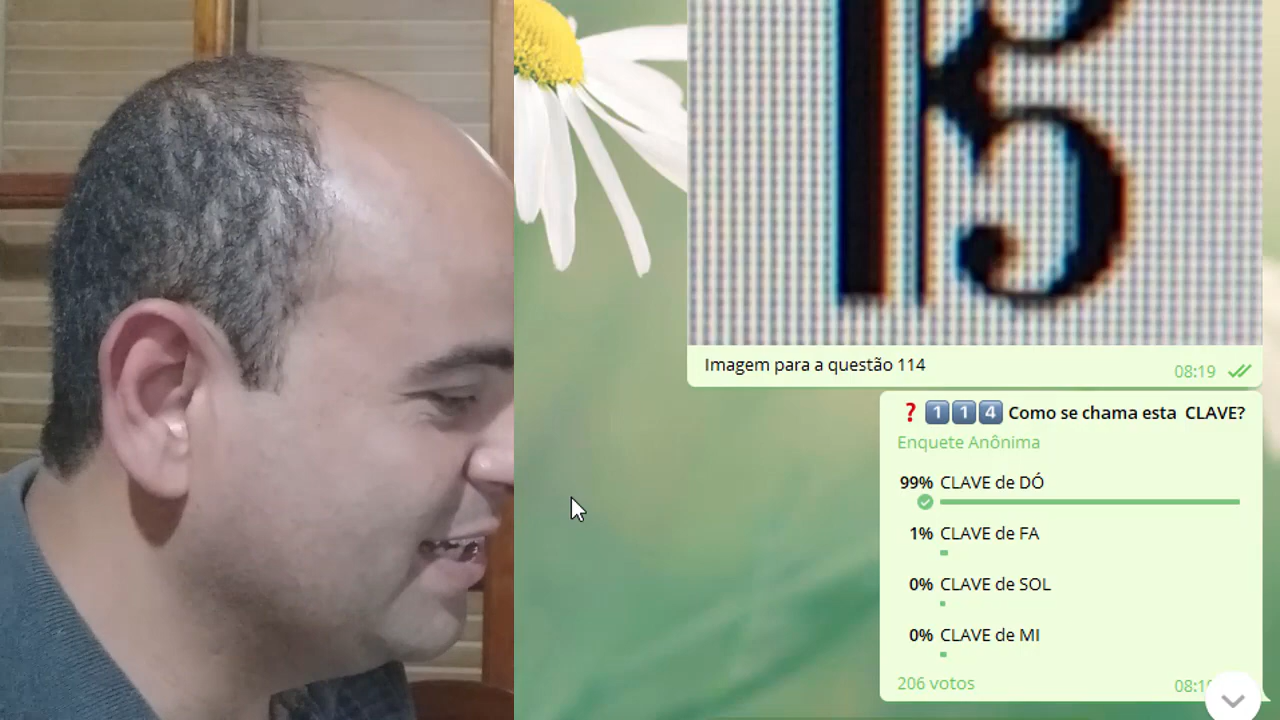 Imagem para a questão 114
08:19
❓ 1 1 4 Como se chama esta CLAVE?
Enquete Anônima
99% CLAVE de DÓ
1% CLAVE de FA
0% CLAVE de SOL
0% CLAVE de MI
206 votos